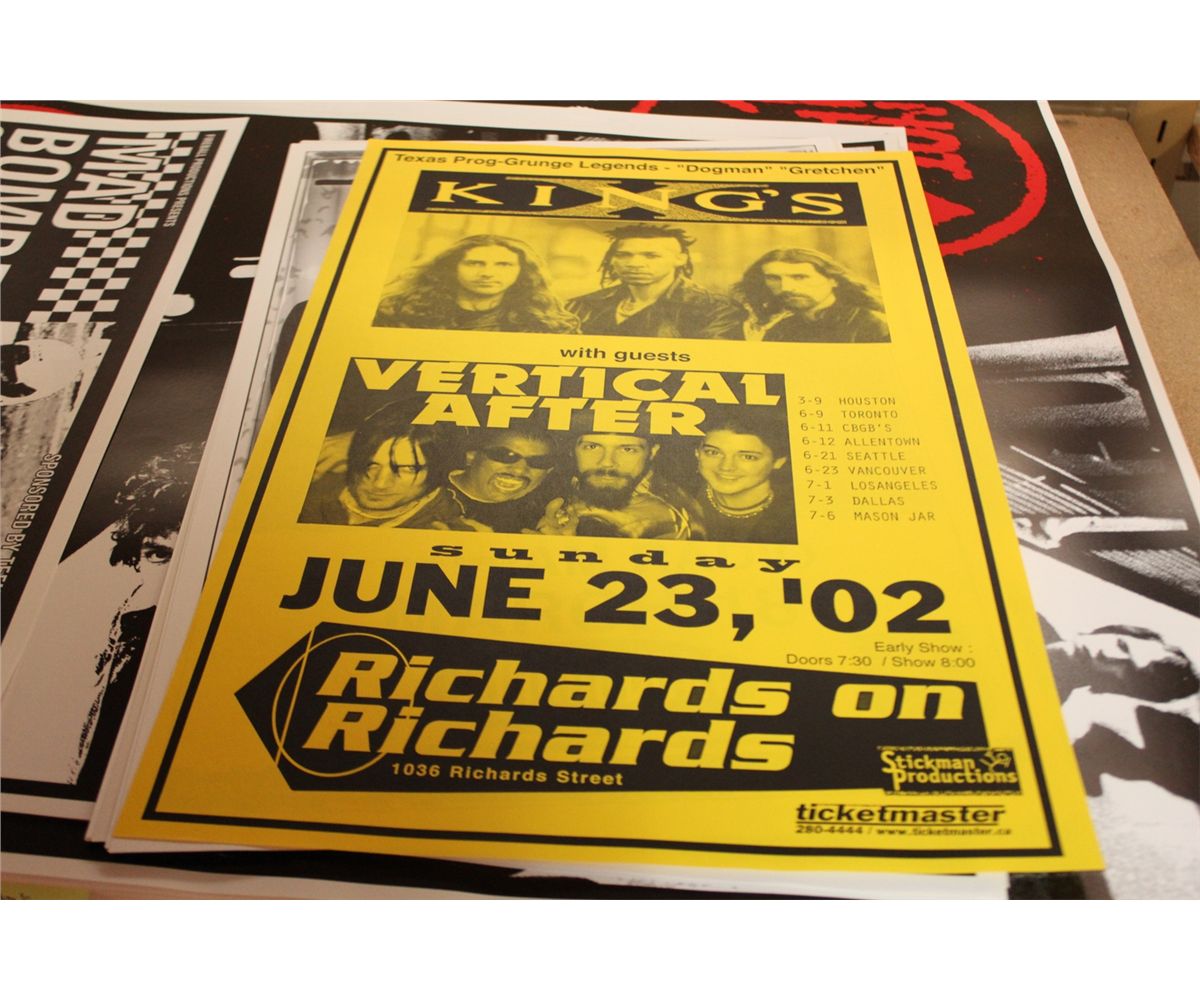 Texas Prog-Grunge Legends - "Dogman" "Gretchen"
KING'S X
with guests
VERTICAL
AFTER
3-9 HOUSTON
6-9 TORONTO
6-11 CBGB'S
6-12 ALLENTOWN
6-21 SEATTLE
6-23 VANCOUVER
7-1 LOSANGELES
7-3 DALLAS
7-6 MASON JAR
sunday
JUNE 23, '02
Early Show :
Doors 7:30 / Show 8:00
Richards on
Richards
1036 Richards Street
Stickman
Productions
ticketmaster
280-4444 / www.ticketmaster.ca
MAD
SPONSORED BY